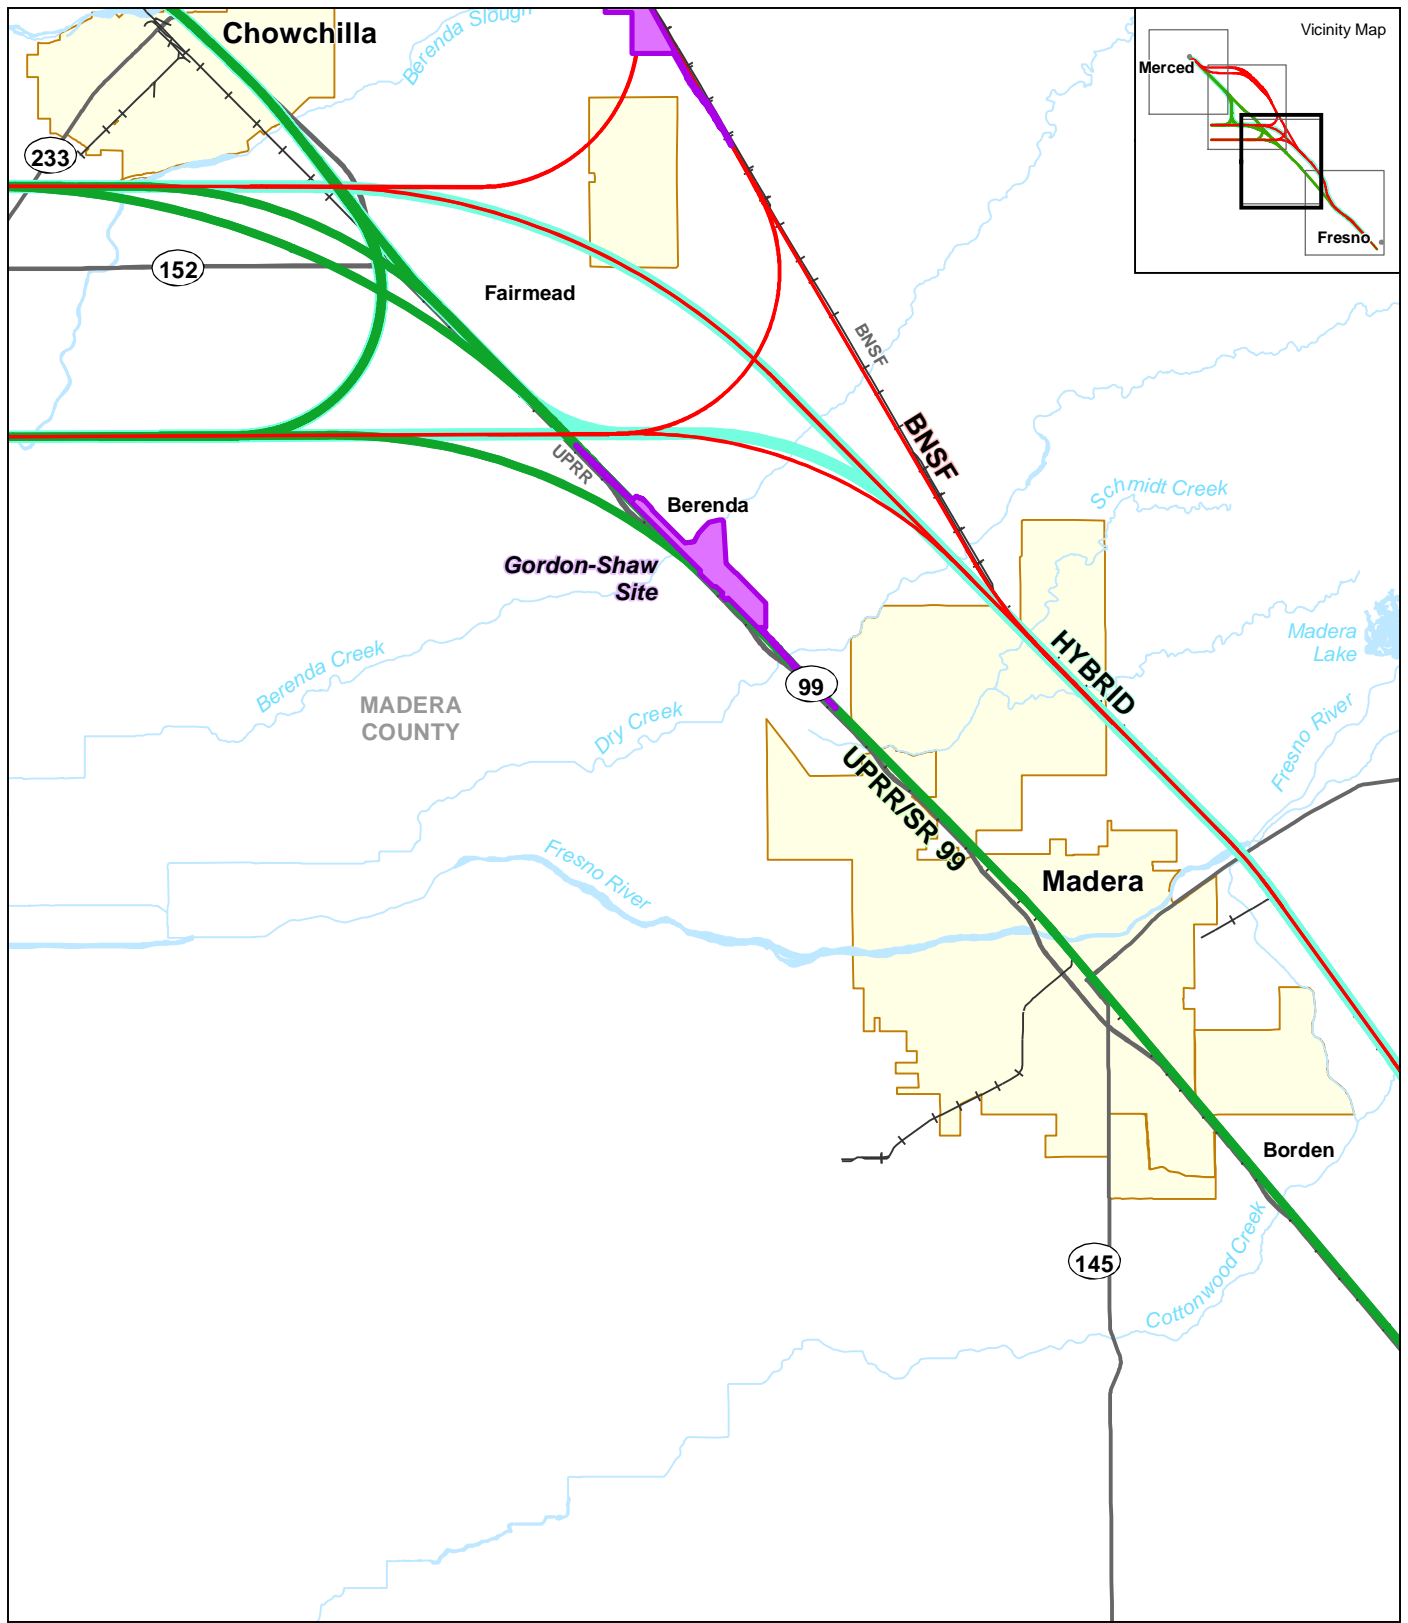 Chowchilla
Berenda Slough
Vicinity Map
Merced
Fresno
233
152
Fairmead
BNSF
BNSF
UPRR
Berenda
Schmidt Creek
Gordon-Shaw
Site
Madera
Lake
HYBRID
Berenda Creek
99
MADERA
COUNTY
Dry Creek
Fresno River
UPRR/SR 99
Fresno River
Madera
Borden
145
Cottonwood Creek